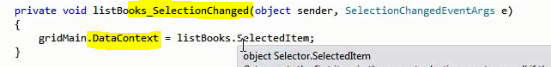 private void listBooks_SelectionChanged(object sender, SelectionChangedEventArgs e)
{
gridMain.DataContext = listBooks.SelectedItem;
}
object Selector.SelectedItem